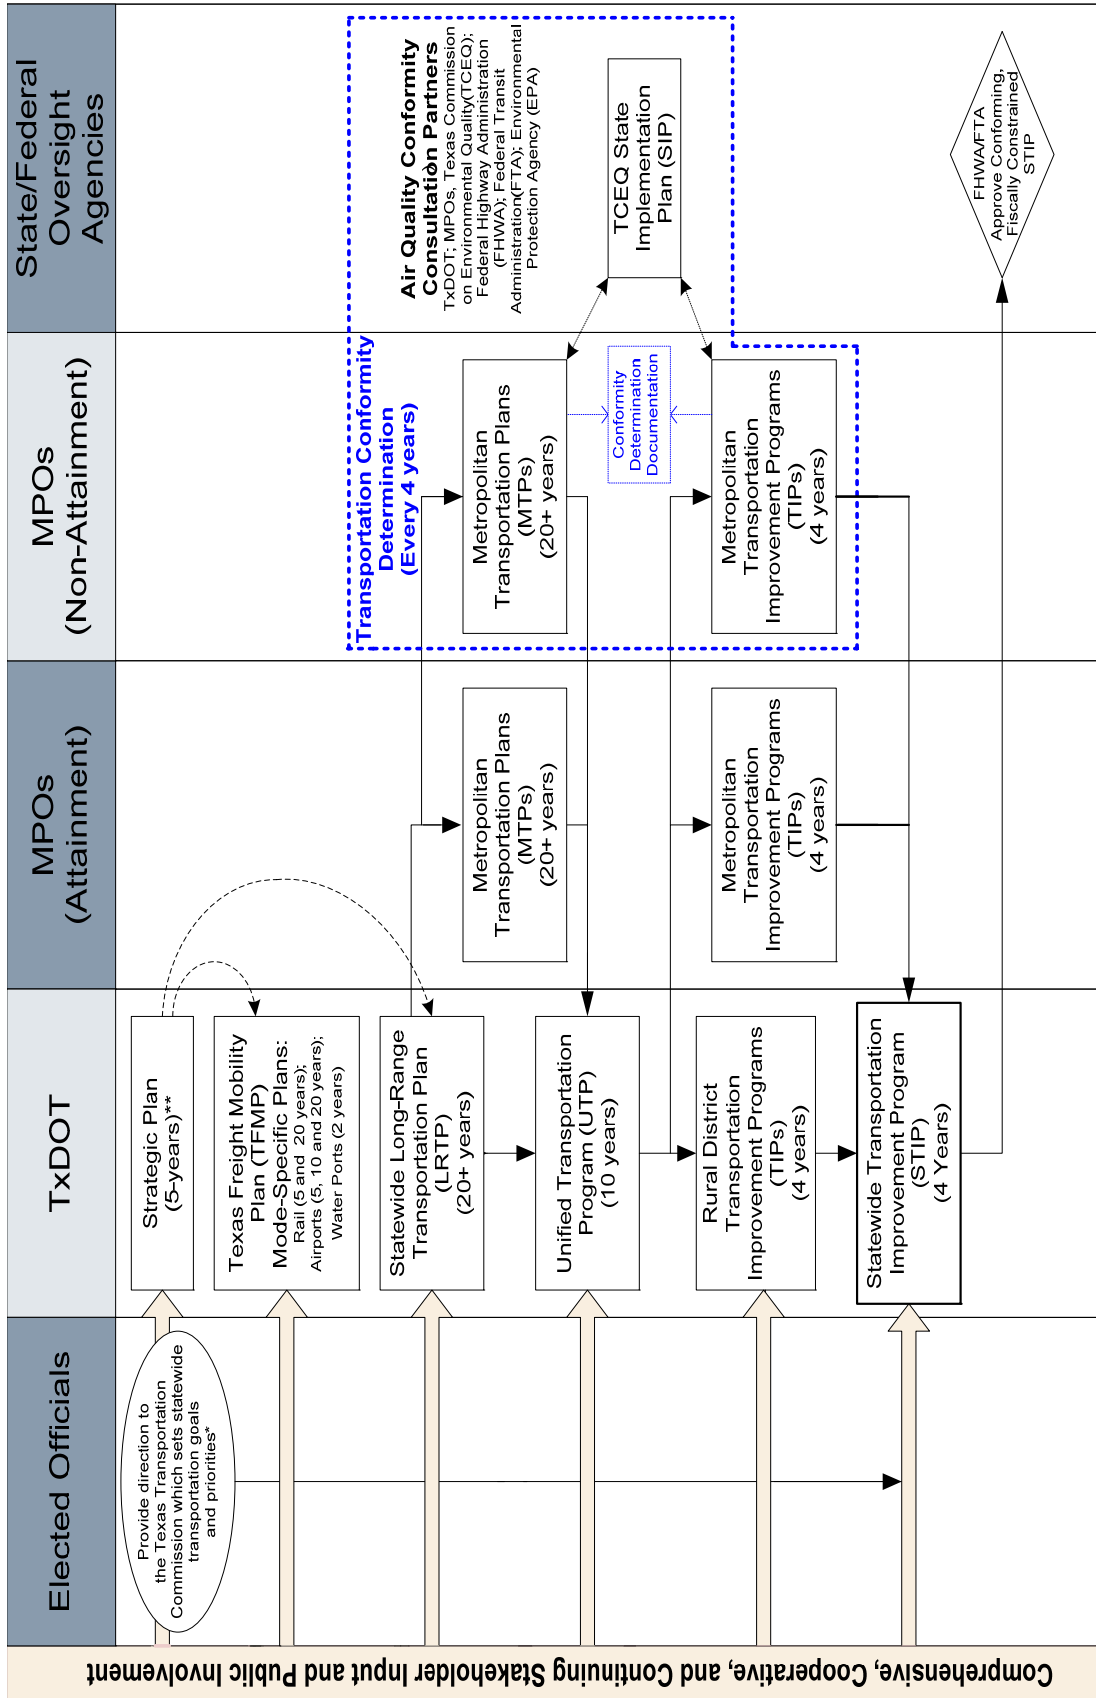 Elected Officials
TxDOT
MPOs
(Attainment)
MPOs
(Non-Attainment)
State/Federal
Oversight
Agencies
Comprehensive, Cooperative, and Continuing Stakeholder Input and Public Involvement
Provide direction to
the Texas Transportation
Commission which sets statewide
transportation goals
and priorities*
Strategic Plan
(5-years)**
Texas Freight Mobility
Plan (TFMP)
Mode-Specific Plans:
Rail (5 and 20 years);
Airports (5, 10 and 20 years);
Water Ports (2 years)
Statewide Long-Range
Transportation Plan
(LRTP)
(20+ years)
Unified Transportation
Program (UTP)
(10 years)
Rural District
Transportation
Improvement Programs
(TIPs)
(4 years)
Statewide Transportation
Improvement Program
(STIP)
(4 Years)
Metropolitan
Transportation Plans
(MTPs)
(20+ years)
Metropolitan
Transportation
Improvement Programs
(TIPs)
(4 years)
Transportation Conformity
Determination
(Every 4 years)
Metropolitan
Transportation Plans
(MTPs)
(20+ years)
Conformity
Determination
Documentation
Metropolitan
Transportation
Improvement Programs
(TIPs)
(4 years)
Air Quality Conformity
Consultation Partners
TxDOT; MPOs, Texas Commission
on Environmental Quality(TCEQ);
Federal Highway Administration
(FHWA); Federal Transit
Administration(FTA); Environmental
Protection Agency (EPA)
TCEQ State
Implementation
Plan (SIP)
FHWA/FTA
Approve Conforming,
Fiscally Constrained
STIP